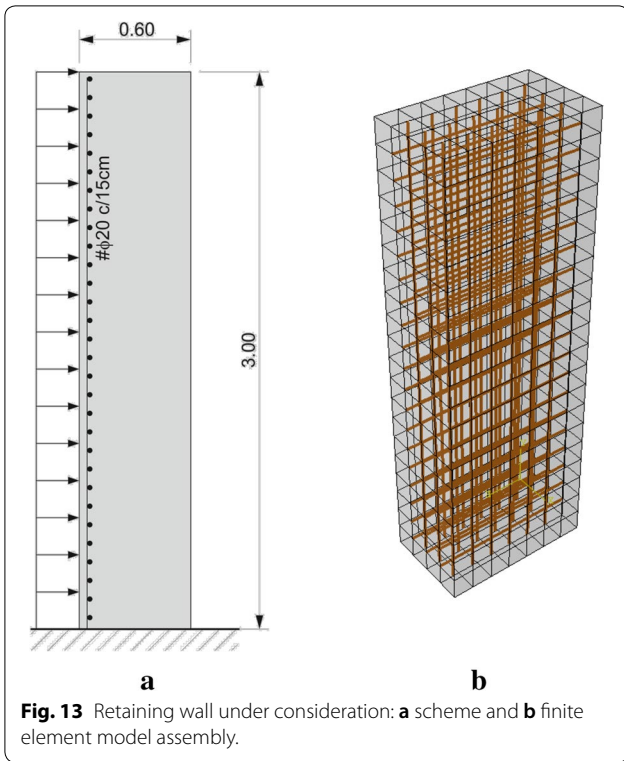 0.60
#ϕ20 c/15cm
3.00
a
b
Fig. 13 Retaining wall under consideration: a scheme and b finite
element model assembly.